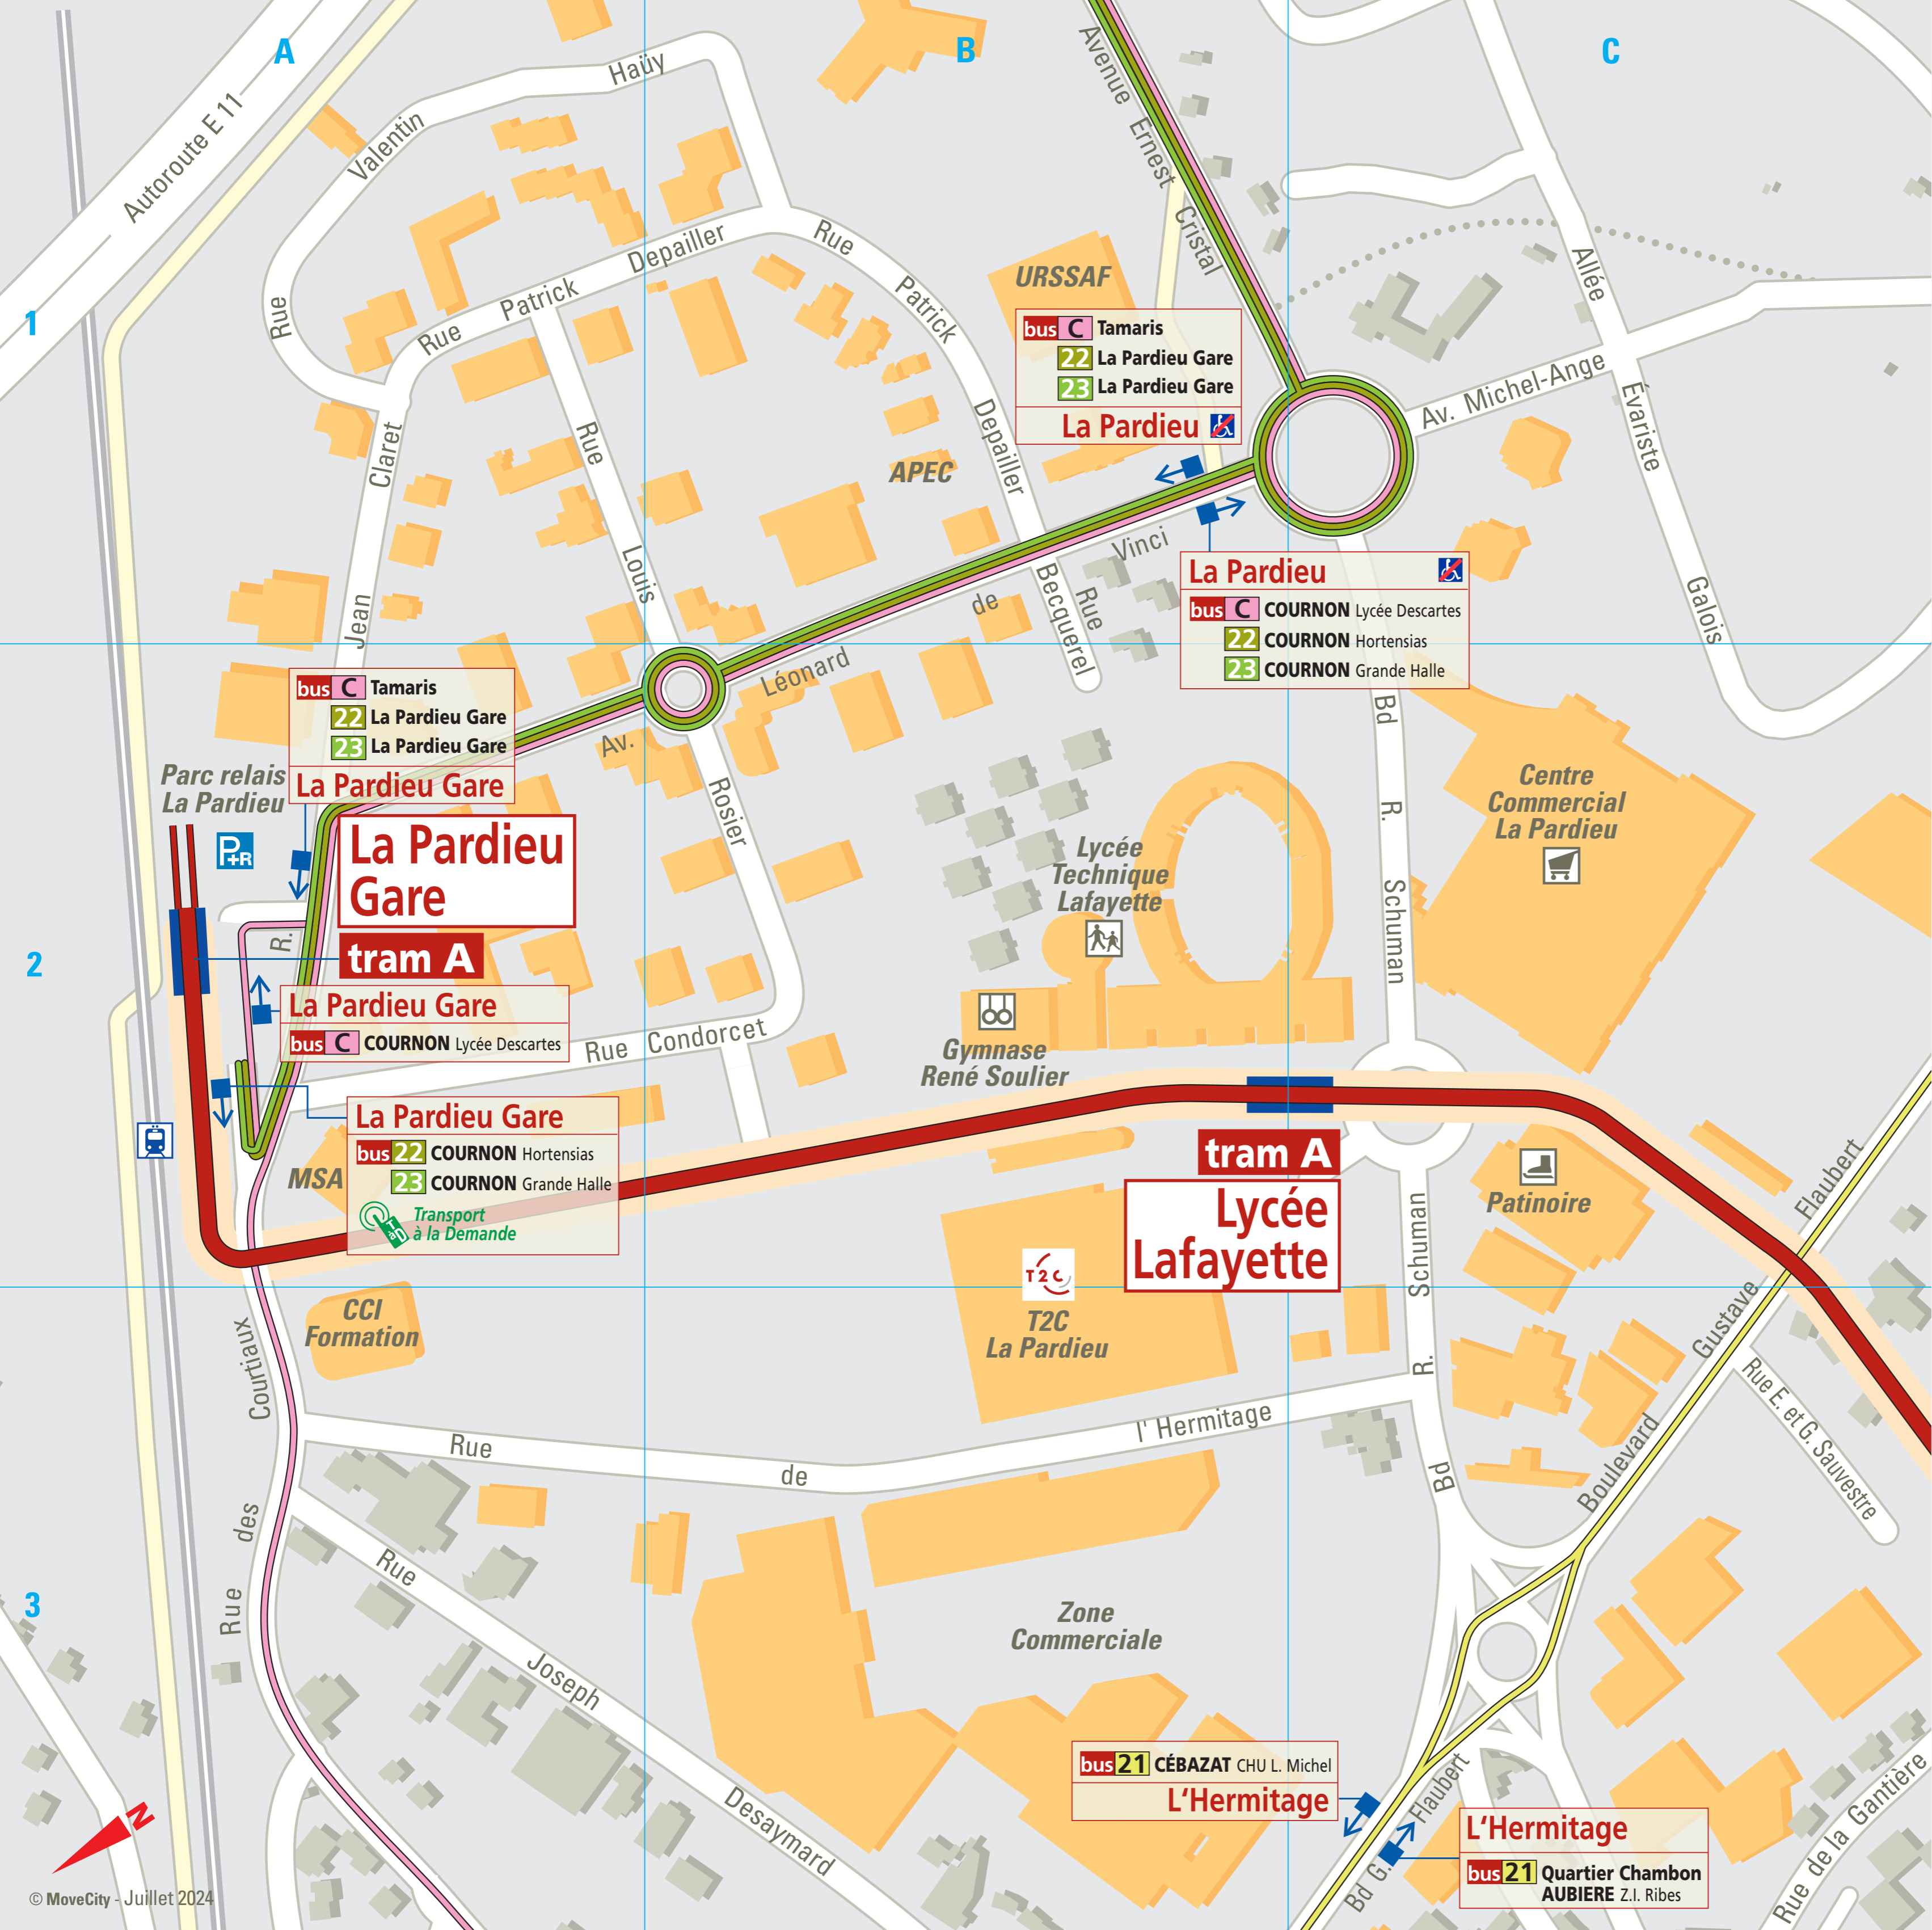 A
B
C
1
2
3
Autoroute E 11
Rue
Valentin
Haüy
Rue
Patrick
Depailler
Rue
Patrick
Depailler
Avenue
Ernest
Cristal
URSSAF
bus C Tamaris
22 La Pardieu Gare
23 La Pardieu Gare
La Pardieu
Allée
Évariste
Galois
Av. Michel-Ange
Jean
Claret
Rue
Louis
Rosier
APEC
Av.
Léonard
de
Vinci
Rue
Becquerel
La Pardieu
bus C COURNON Lycée Descartes
22 COURNON Hortensias
23 COURNON Grande Halle
bus C Tamaris
22 La Pardieu Gare
23 La Pardieu Gare
La Pardieu Gare
Parc relais
La Pardieu
P+R
La Pardieu
Gare
tram A
R.
La Pardieu Gare
bus C COURNON Lycée Descartes
Rue Condorcet
La Pardieu Gare
bus 22 COURNON Hortensias
23 COURNON Grande Halle
TàD
Transport
à la Demande
MSA
Lycée
Technique
Lafayette
Gymnase
René Soulier
Bd
R.
Schuman
Centre
Commercial
La Pardieu
tram A
Lycée
Lafayette
Patinoire
T2C
T2C
La Pardieu
Schuman
R.
Bd
Flaubert
Gustave
Boulevard
Rue E. et G. Sauvestre
CCI
Formation
Courtiaux
des
Rue
Rue
de
l' Hermitage
Rue
Joseph
Desaymard
Zone
Commerciale
bus 21 CÉBAZAT CHU L. Michel
L'Hermitage
Bd G.
Flaubert
L'Hermitage
bus 21 Quartier Chambon
AUBIERE Z.I. Ribes
Rue de la Gantière
N
© MoveCity - Juillet 2024